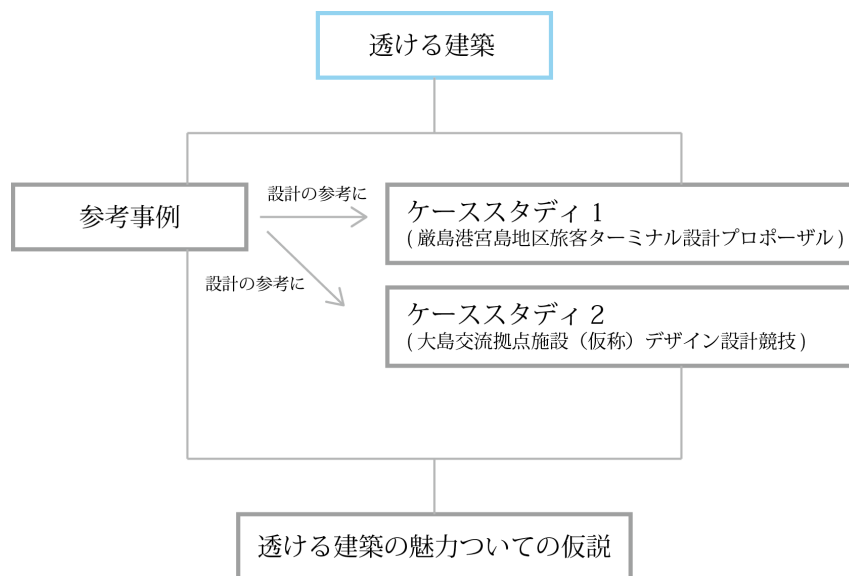 透ける建築
参考事例
設計の参考に
設計の参考に
ケーススタディ 1
( 厳島港宮島地区旅客ターミナル設計プロポーザル )
ケーススタディ 2
( 大島交流拠点施設（仮称）デザイン設計競技 )
透ける建築の魅力ついての仮説